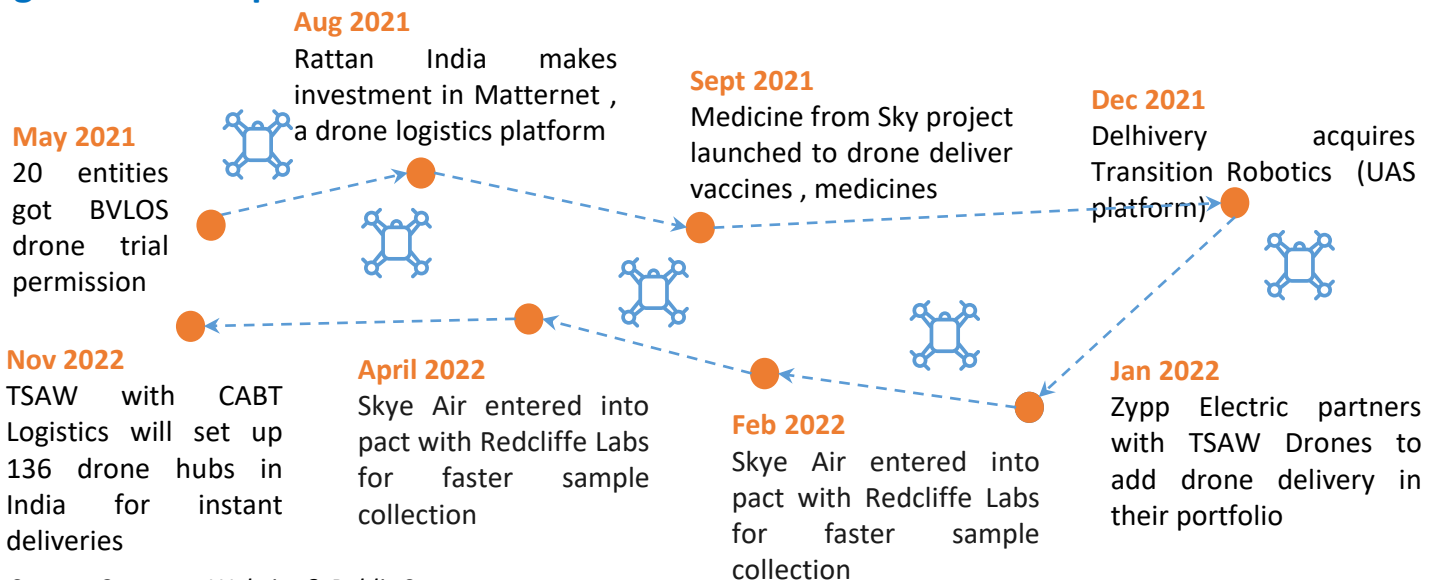 Aug 2021
Rattan India makes
investment in Matternet ,
a drone logistics platform
Sept 2021
Medicine from Sky project
launched to drone deliver
vaccines , medicines
Dec 2021
Delhivery acquires
Transition Robotics (UAS
platform)
May 2021
20 entities
got BVLOS
drone trial
permission
Nov 2022
TSAW with CABT
Logistics will set up
136 drone hubs in
India for instant
deliveries
April 2022
Skye Air entered into
pact with Redcliffe Labs
for faster sample
collection
Feb 2022
Skye Air entered into
pact with Redcliffe Labs
for faster sample
collection
Jan 2022
Zypp Electric partners
with TSAW Drones to
add drone delivery in
their portfolio